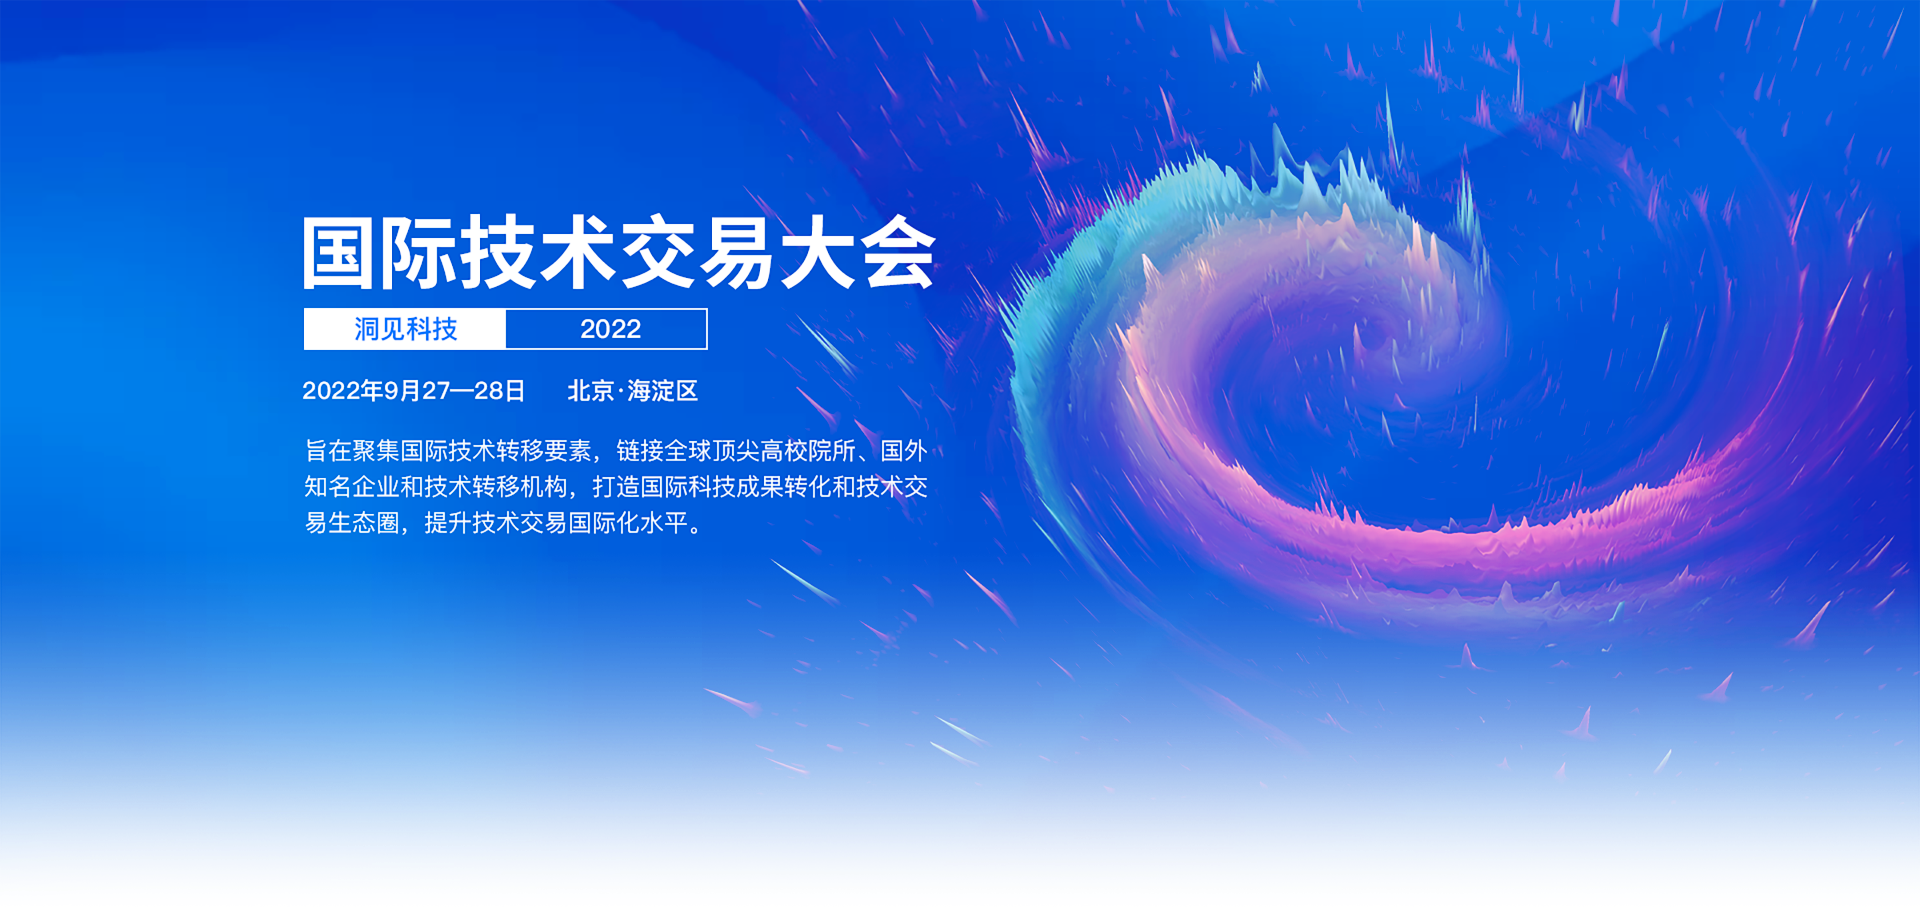 国际技术交易大会
洞见科技 2022
2022年9月27—28日 北京·海淀区
旨在聚集国际技术转移要素，链接全球顶尖高校院所、国外
知名企业和技术转移机构，打造国际科技成果转化和技术交
易生态圈，提升技术交易国际化水平。